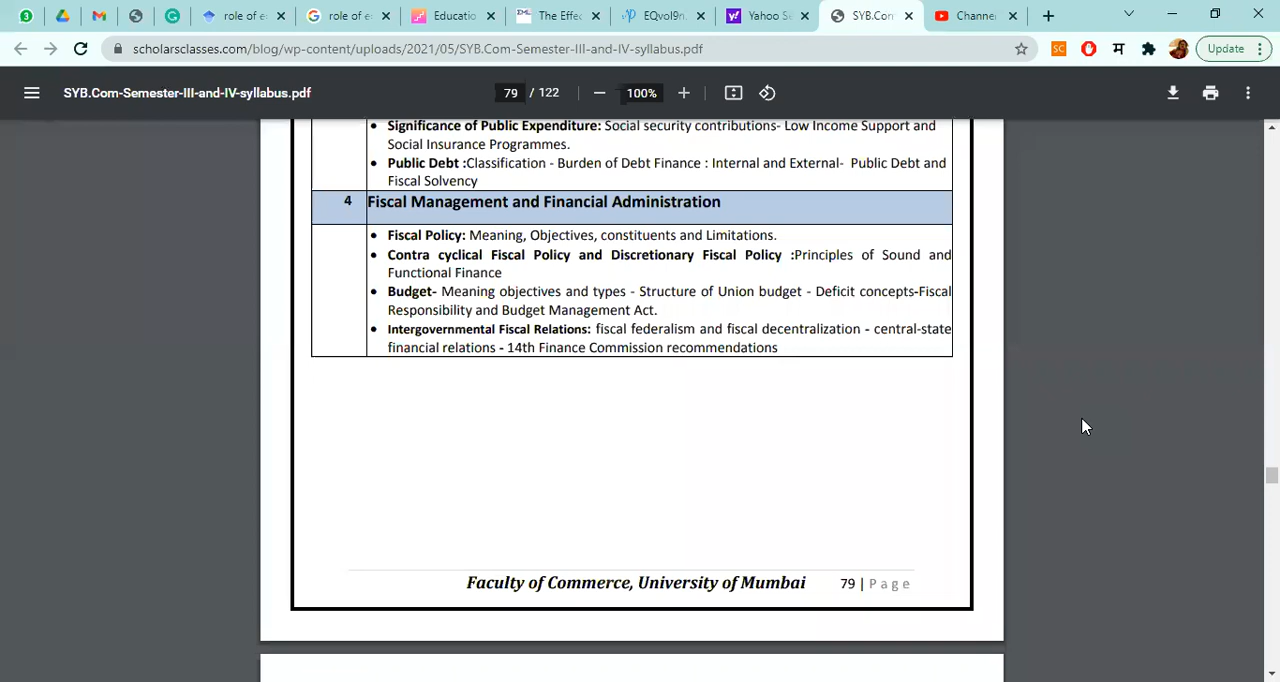 role of e
role of e
Educatio
The Effec
EQvol9n
Yahoo Se
SYB.Com
Channel
scholarsclasses.com/blog/wp-content/uploads/2021/05/SYB.Com-Semester-III-and-IV-syllabus.pdf
SC
म
Update
SYB.Com-Semester-III-and-IV-syllabus.pdf
79 / 122
100%
• Significance of Public Expenditure: Social security contributions- Low Income Support and
Social Insurance Programmes.
• Public Debt :Classification - Burden of Debt Finance : Internal and External- Public Debt and
Fiscal Solvency
4 Fiscal Management and Financial Administration
• Fiscal Policy: Meaning, Objectives, constituents and Limitations.
• Contra cyclical Fiscal Policy and Discretionary Fiscal Policy :Principles of Sound and
Functional Finance
• Budget- Meaning objectives and types - Structure of Union budget - Deficit concepts-Fiscal
Responsibility and Budget Management Act.
• Intergovernmental Fiscal Relations: fiscal federalism and fiscal decentralization - central-state
financial relations - 14th Finance Commission recommendations
Faculty of Commerce, University of Mumbai 79 | Page